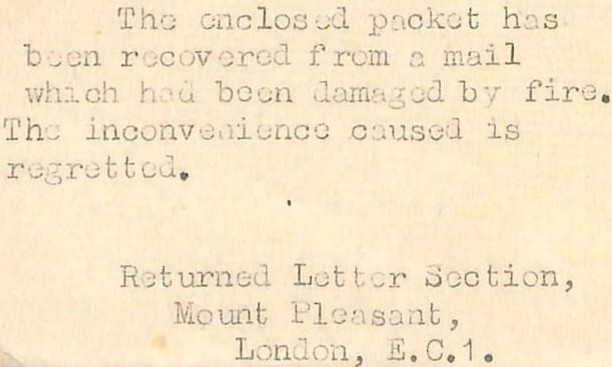 The enclosed packet has
been recovered from a mail
which had been damaged by fire.
The inconvenience caused is
regretted.
Returned Letter Section,
Mount Pleasant,
London, E.C.1.